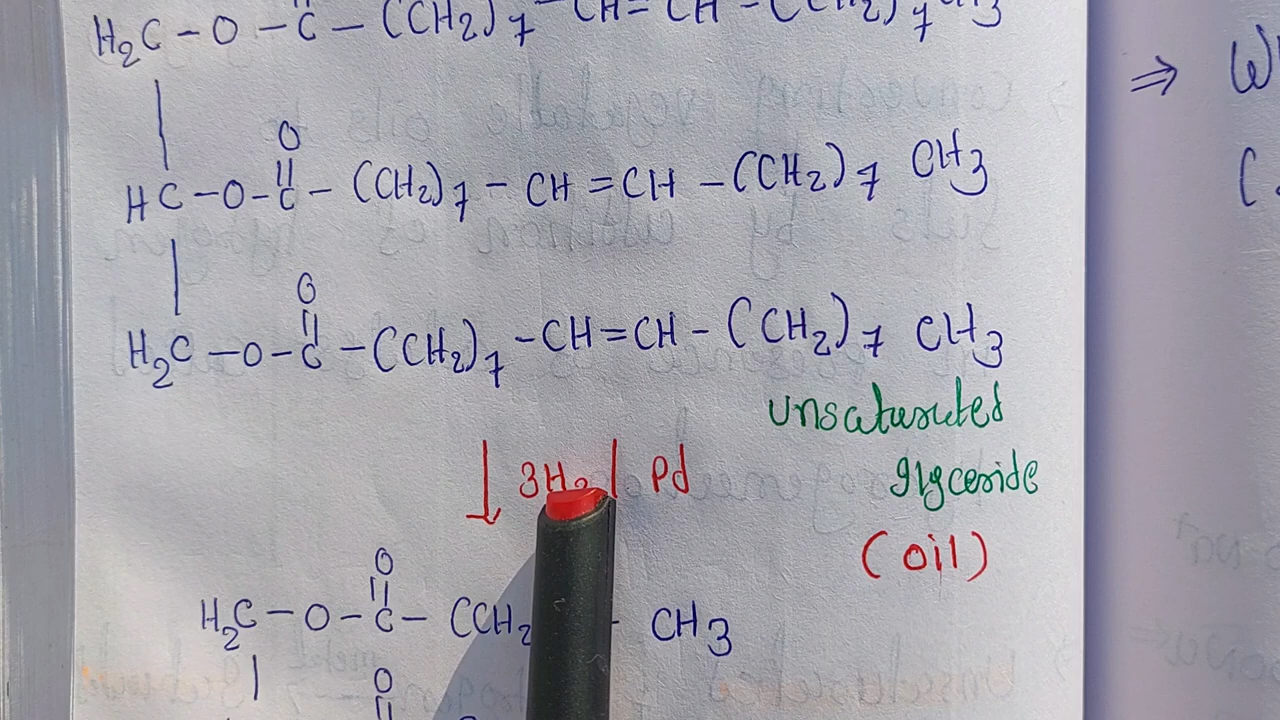 H₂C - O - C - (CH₂)₇ - CH = CH - (CH₂)₇ CH₃
⇒
O
HC - O - C - (CH₂)₇ - CH = CH - (CH₂)₇ CH₃
O
H₂C - O - C - (CH₂)₇ - CH = CH - (CH₂)₇ CH₃
unsaturated
glyceride
(oil)
↓ 3H₂ / Pd
O
H₂C - O - C - (CH₂ - CH₃
O